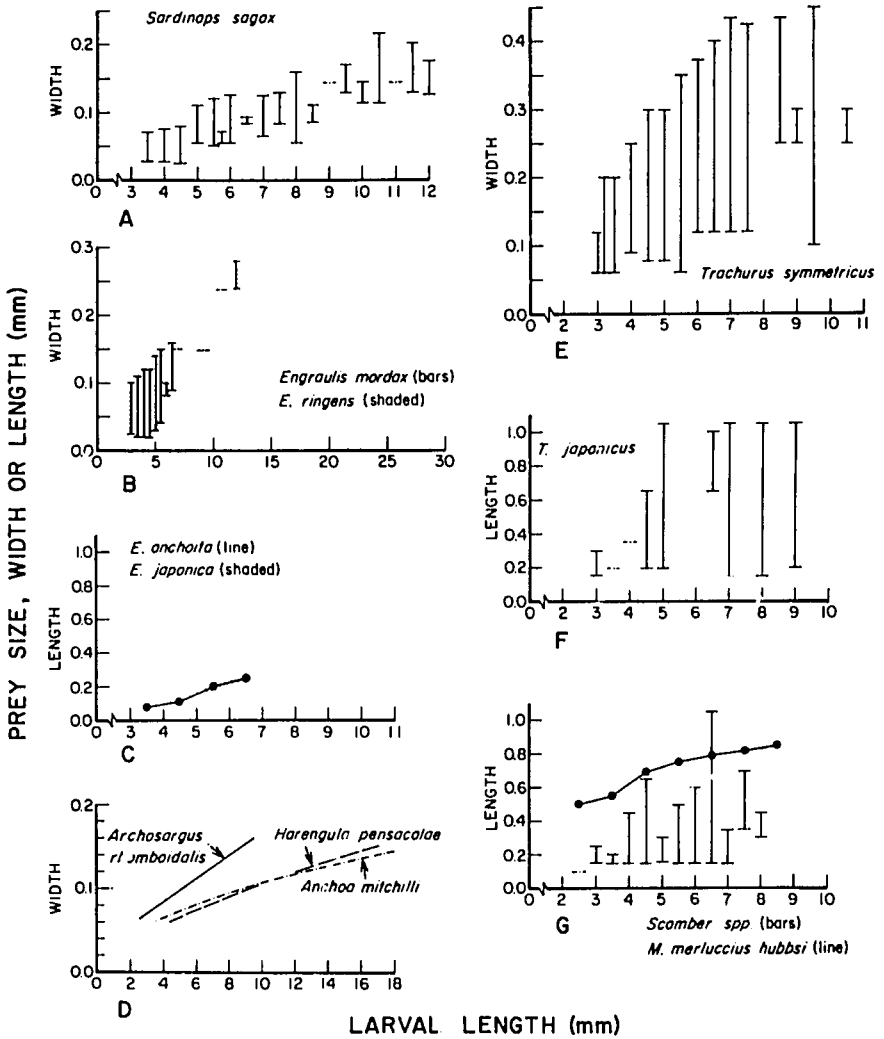 PREY SIZE, WIDTH OR LENGTH (mm)
Sardinops sagax
WIDTH
0.2
0.1
0.0
0 3 4 5 6 7 8 9 10 11 12
A
0.3
0.2
0.1
0.0
WIDTH
Engraulis mordax (bars)
E. ringens (shaded)
0 5 10 15 20 25 30
B
E. anchoita (line)
E. japonica (shaded)
LENGTH
1.0
0.8
0.6
0.4
0.2
0.0
0 3 4 5 6 7 8 9 10 11
C
0.2
0.1
0.0
WIDTH
Archosargus
rhomboidalis
Harengula pensacolae
Anchoa mitchilli
0 2 4 6 8 10 12 14 16 18
D
WIDTH
0.4
0.3
0.2
0.1
0.0
Trachurus symmetricus
0 2 3 4 5 6 7 8 9 10 11
E
T. japonicus
LENGTH
1.0
0.8
0.6
0.4
0.2
0.0
0 2 3 4 5 6 7 8 9 10
F
LENGTH
1.0
0.8
0.6
0.4
0.2
0.0
0 2 3 4 5 6 7 8 9 10
G
Scomber spp (bars)
M. merluccius hubbsi (line)
LARVAL LENGTH (mm)